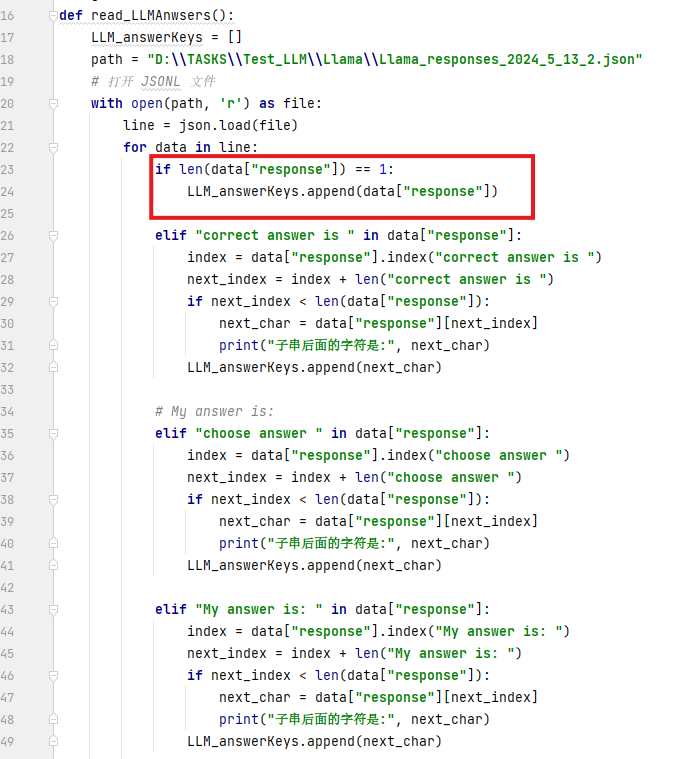 16 def read_LLMAnwsers():
17 LLM_answerKeys = []
18 path = "D:\\TASKS\\Test_LLM\\Llama\\Llama_responses_2024_5_13_2.json"
19 # 打开 JSONL 文件
20 with open(path, 'r') as file:
21 line = json.load(file)
22 for data in line:
23 if len(data["response"]) == 1:
24 LLM_answerKeys.append(data["response"])
25
26 elif "correct answer is " in data["response"]:
27 index = data["response"].index("correct answer is ")
28 next_index = index + len("correct answer is ")
29 if next_index < len(data["response"]):
30 next_char = data["response"][next_index]
31 print("子串后面的字符是:", next_char)
32 LLM_answerKeys.append(next_char)
33
34 # My answer is:
35 elif "choose answer " in data["response"]:
36 index = data["response"].index("choose answer ")
37 next_index = index + len("choose answer ")
38 if next_index < len(data["response"]):
39 next_char = data["response"][next_index]
40 print("子串后面的字符是:", next_char)
41 LLM_answerKeys.append(next_char)
42
43 elif "My answer is: " in data["response"]:
44 index = data["response"].index("My answer is: ")
45 next_index = index + len("My answer is: ")
46 if next_index < len(data["response"]):
47 next_char = data["response"][next_index]
48 print("子串后面的字符是:", next_char)
49 LLM_answerKeys.append(next_char)